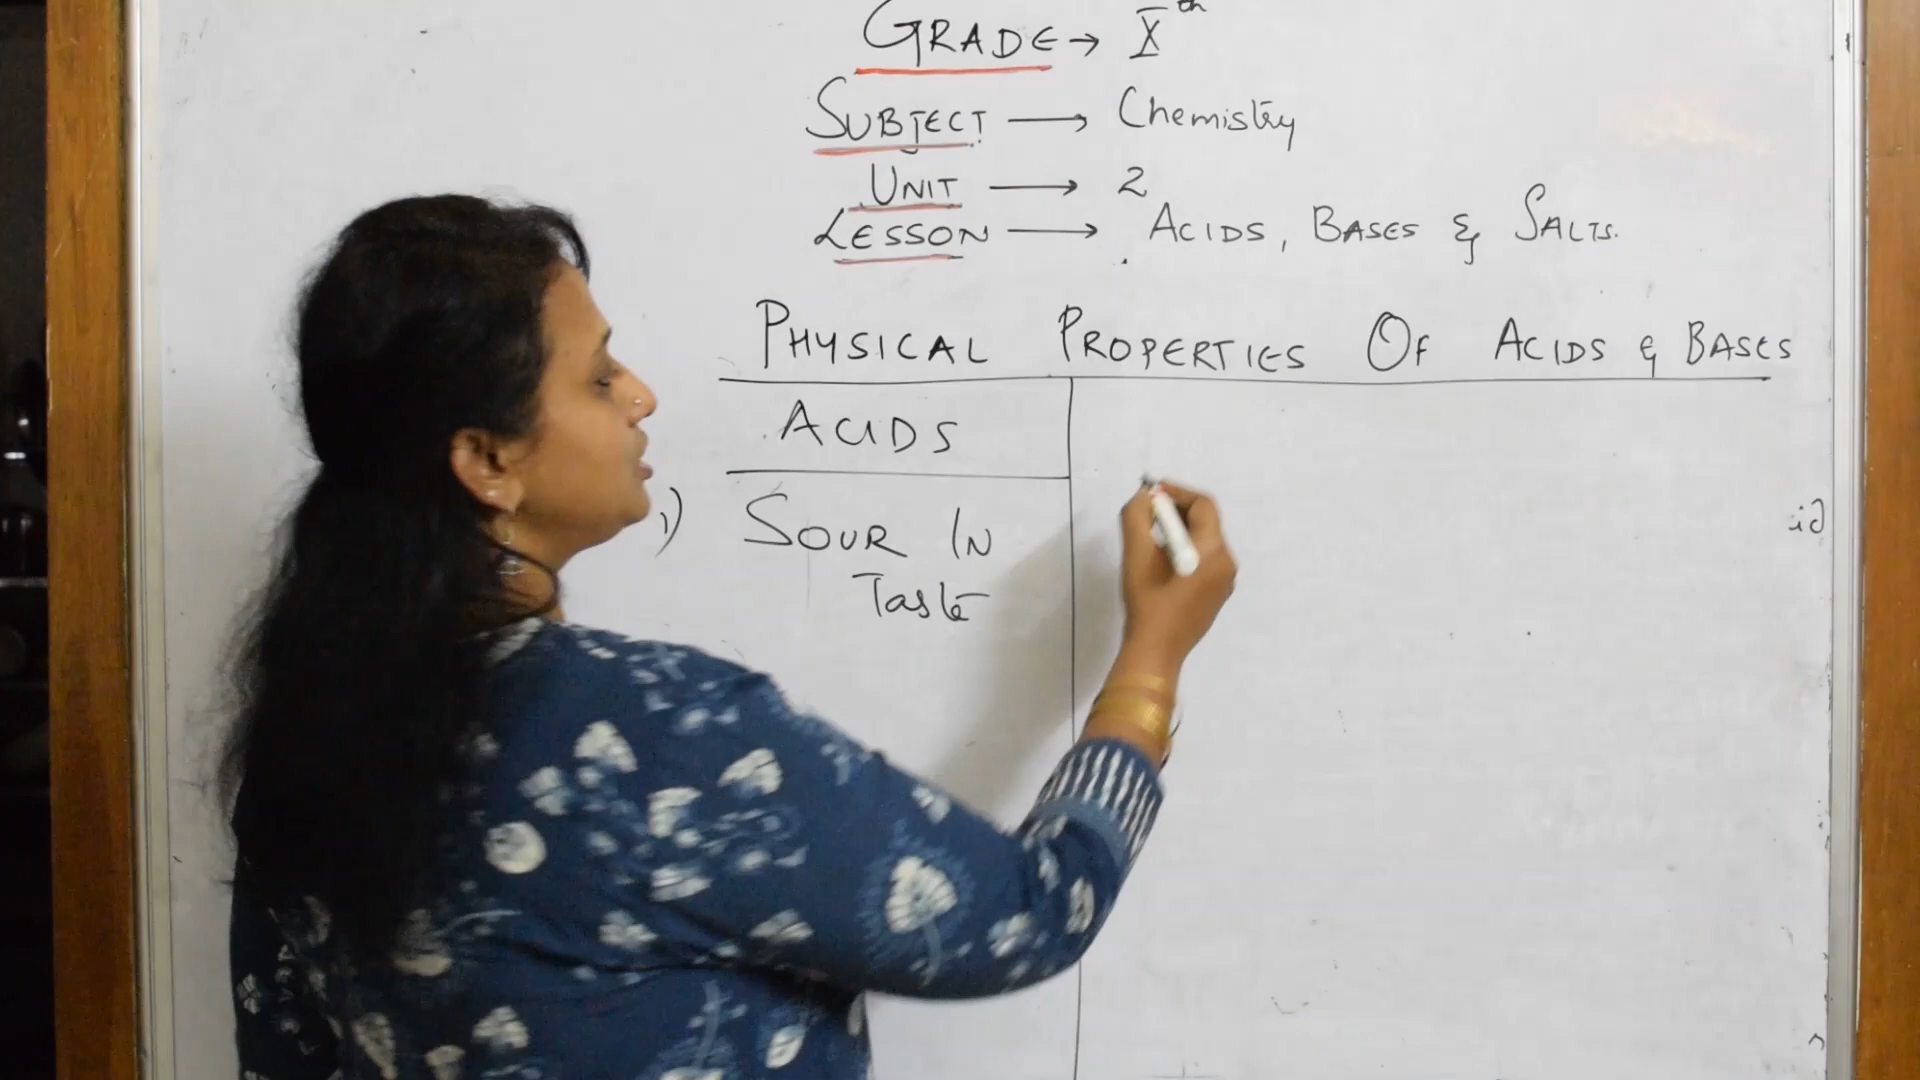 GRADE → Xth
SUBJECT → Chemistry
UNIT → 2
LESSON → ACIDS, BASES & SALTS.
PHYSICAL PROPERTIES OF ACIDS & BASES
ACIDS
1) SOUR IN
Taste